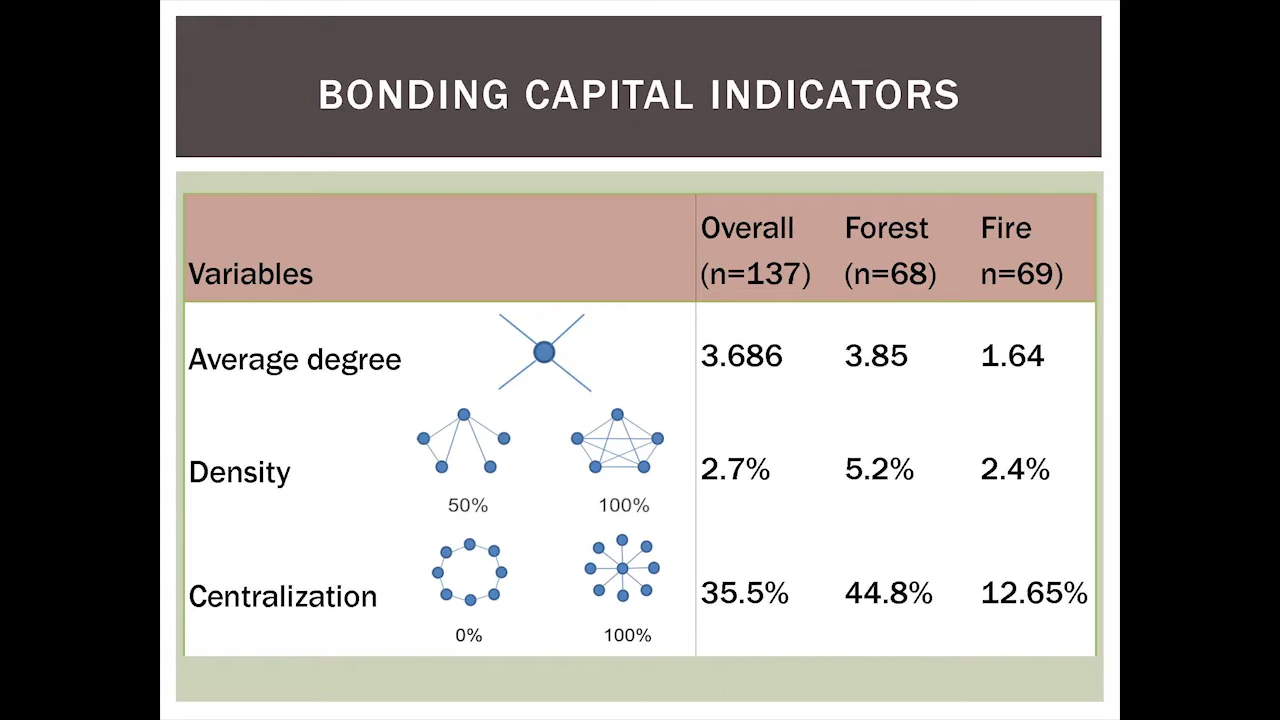 BONDING CAPITAL INDICATORS
Variables
Overall
(n=137)
Forest
(n=68)
Fire
n=69)
Average degree
3.686
3.85
1.64
Density
50%
100%
2.7%
5.2%
2.4%
Centralization
0%
100%
35.5%
44.8%
12.65%